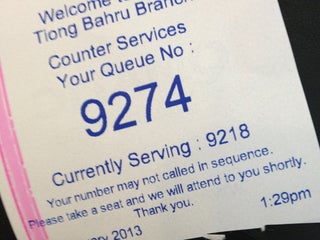 Welcome
Tiong Bahru Branch
Counter Services
Your Queue No :
9274
Currently Serving : 9218
Your number may not called in sequence.
Please take a seat and we will attend to you shortly.
Thank you.
2013
1:29pm